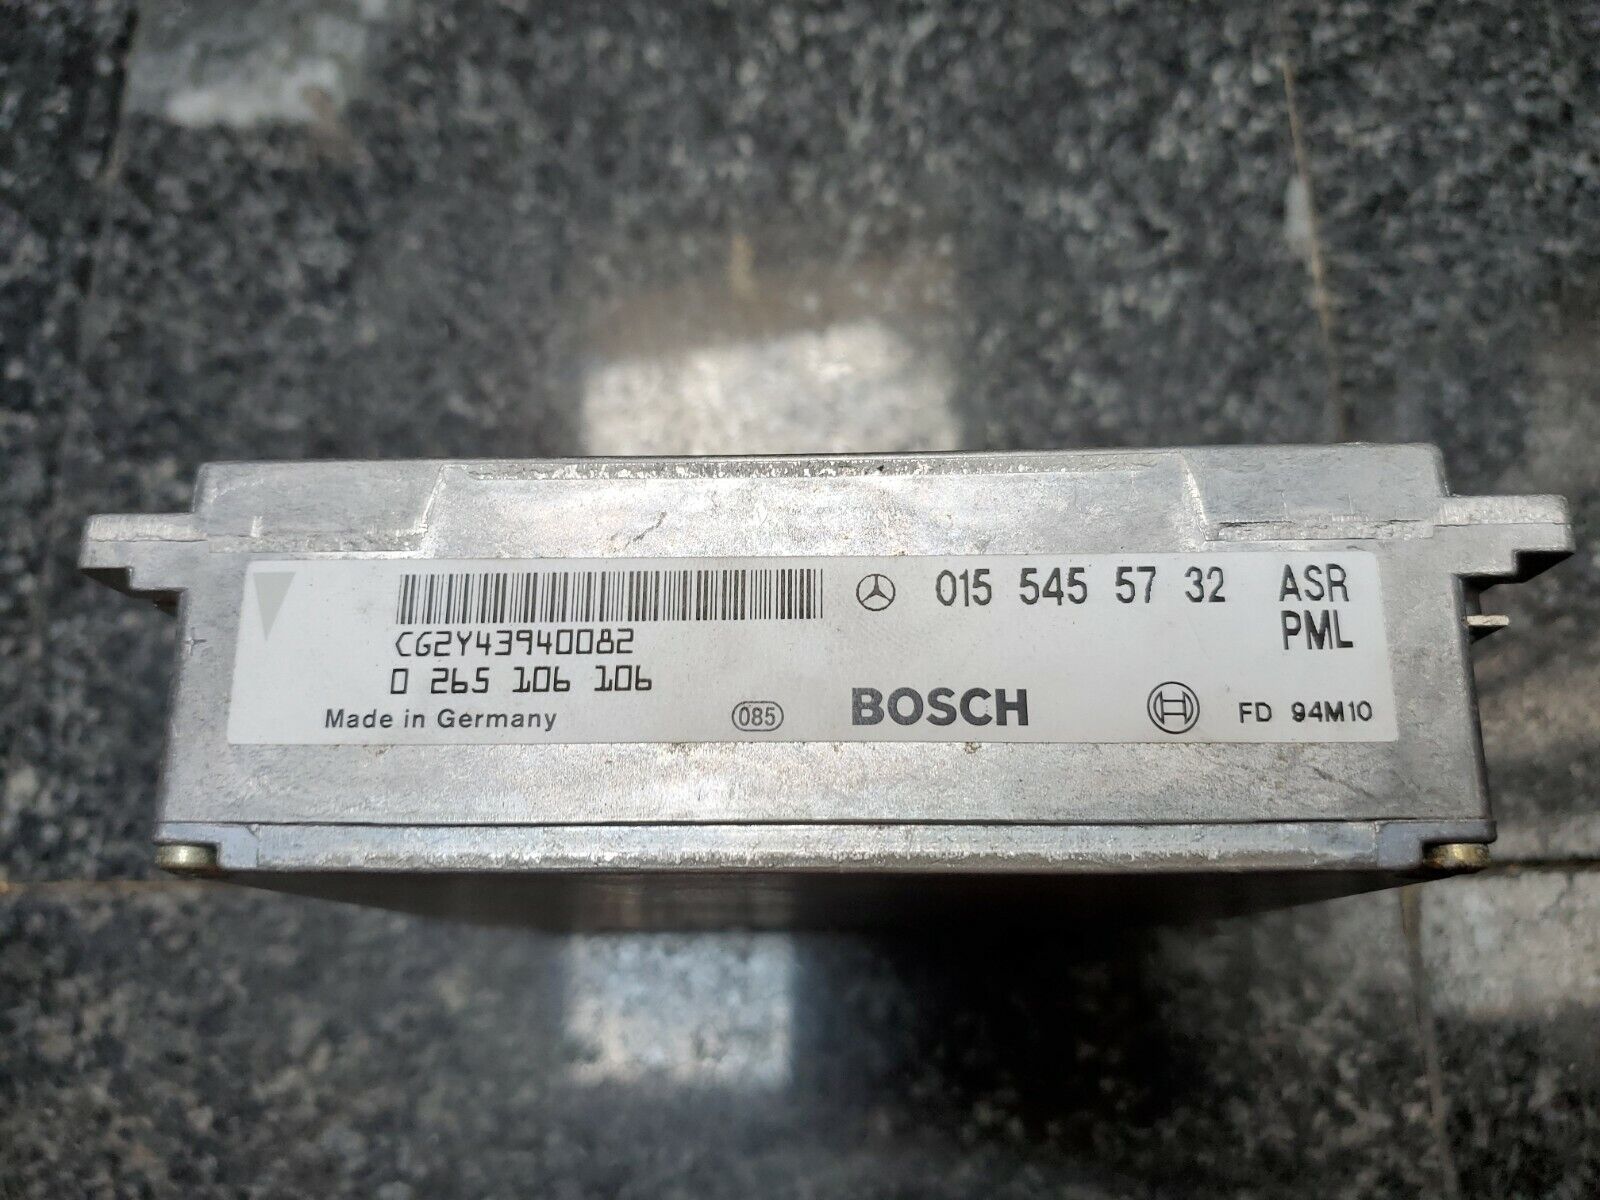 015 545 57 32 ASR
PML
CG2Y43940082
0 265 106 106
Made in Germany 085 BOSCH FD 94M10